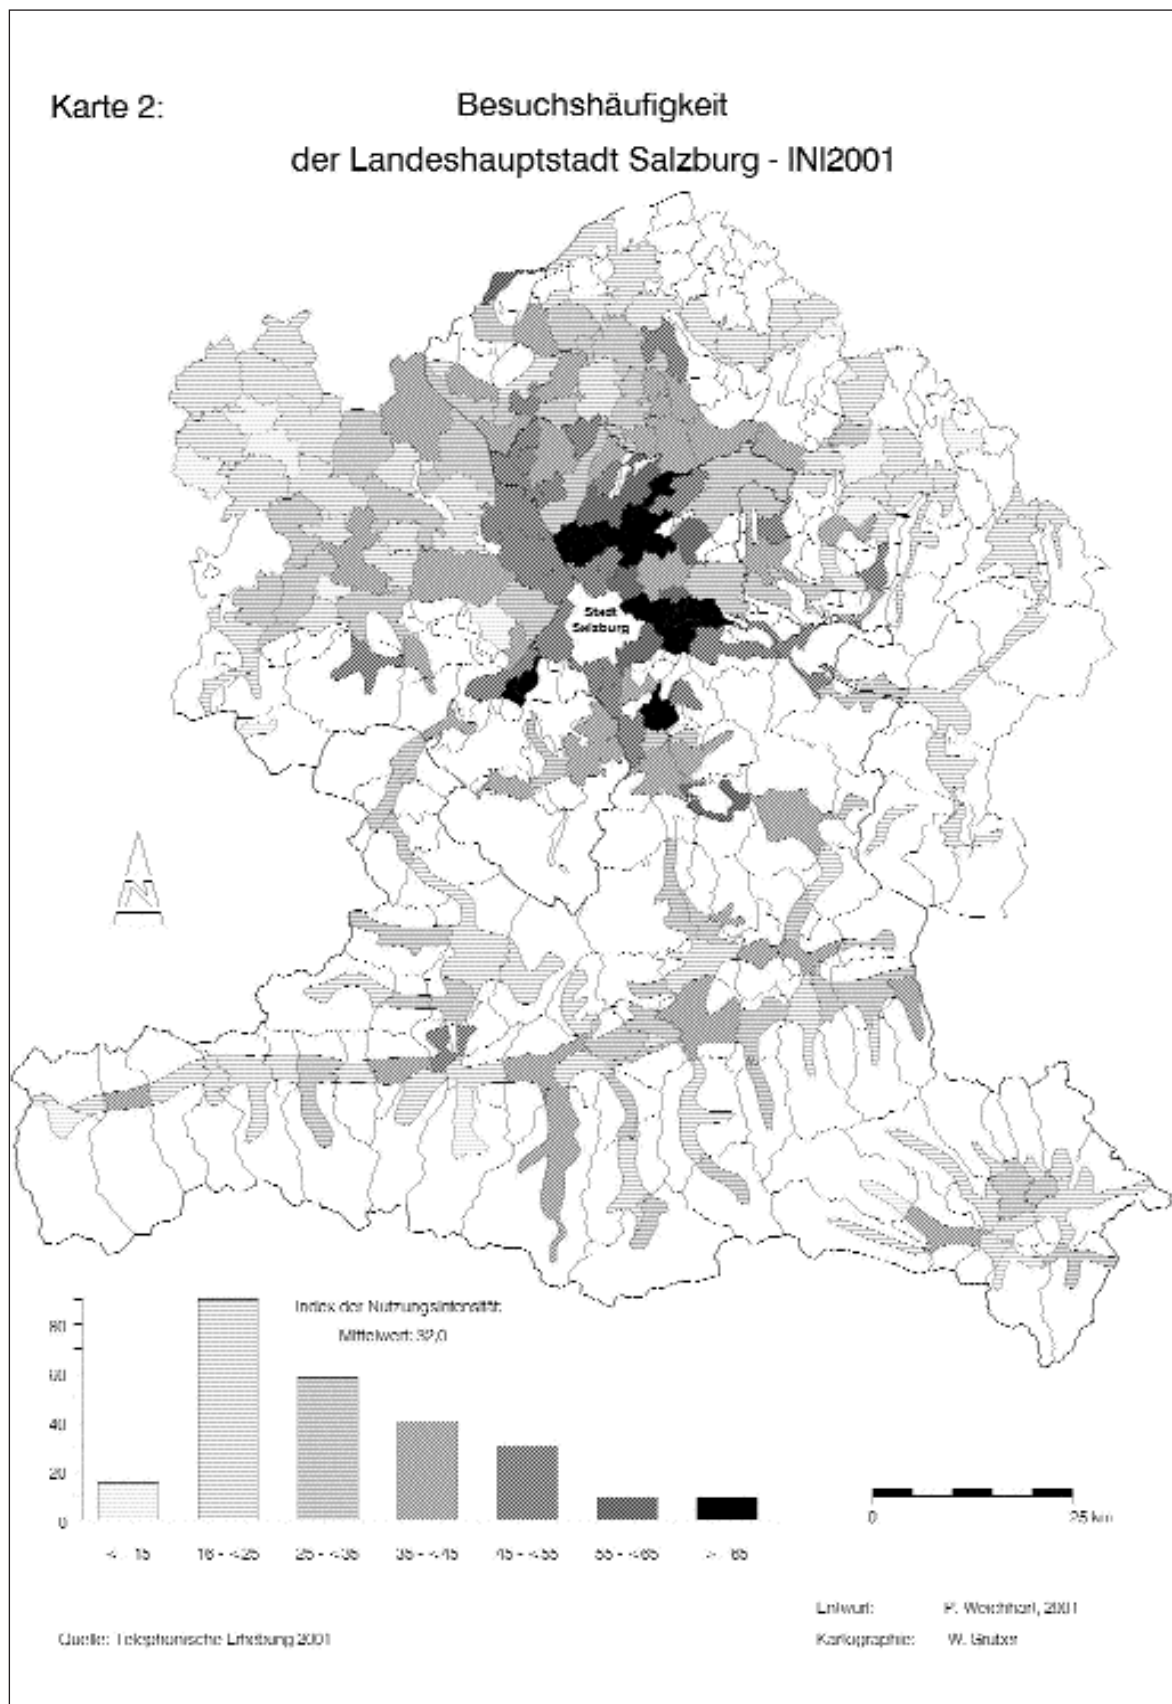 Karte 2:
Besuchshäufigkeit
der Landeshauptstadt Salzburg - INI2001
N
Stadt
Salzburg
Index der Nutzungsintensität:
Mittelwert: 32,0
80
60
40
20
0
< 15
16 - <25
25 - <35
35 - <45
45 - <55
55 - <65
> 65
0
25 km
Entwurf: P. Weichhart, 2001
Quelle: Telephonische Erhebung 2001
Kartographie: W. Gruber